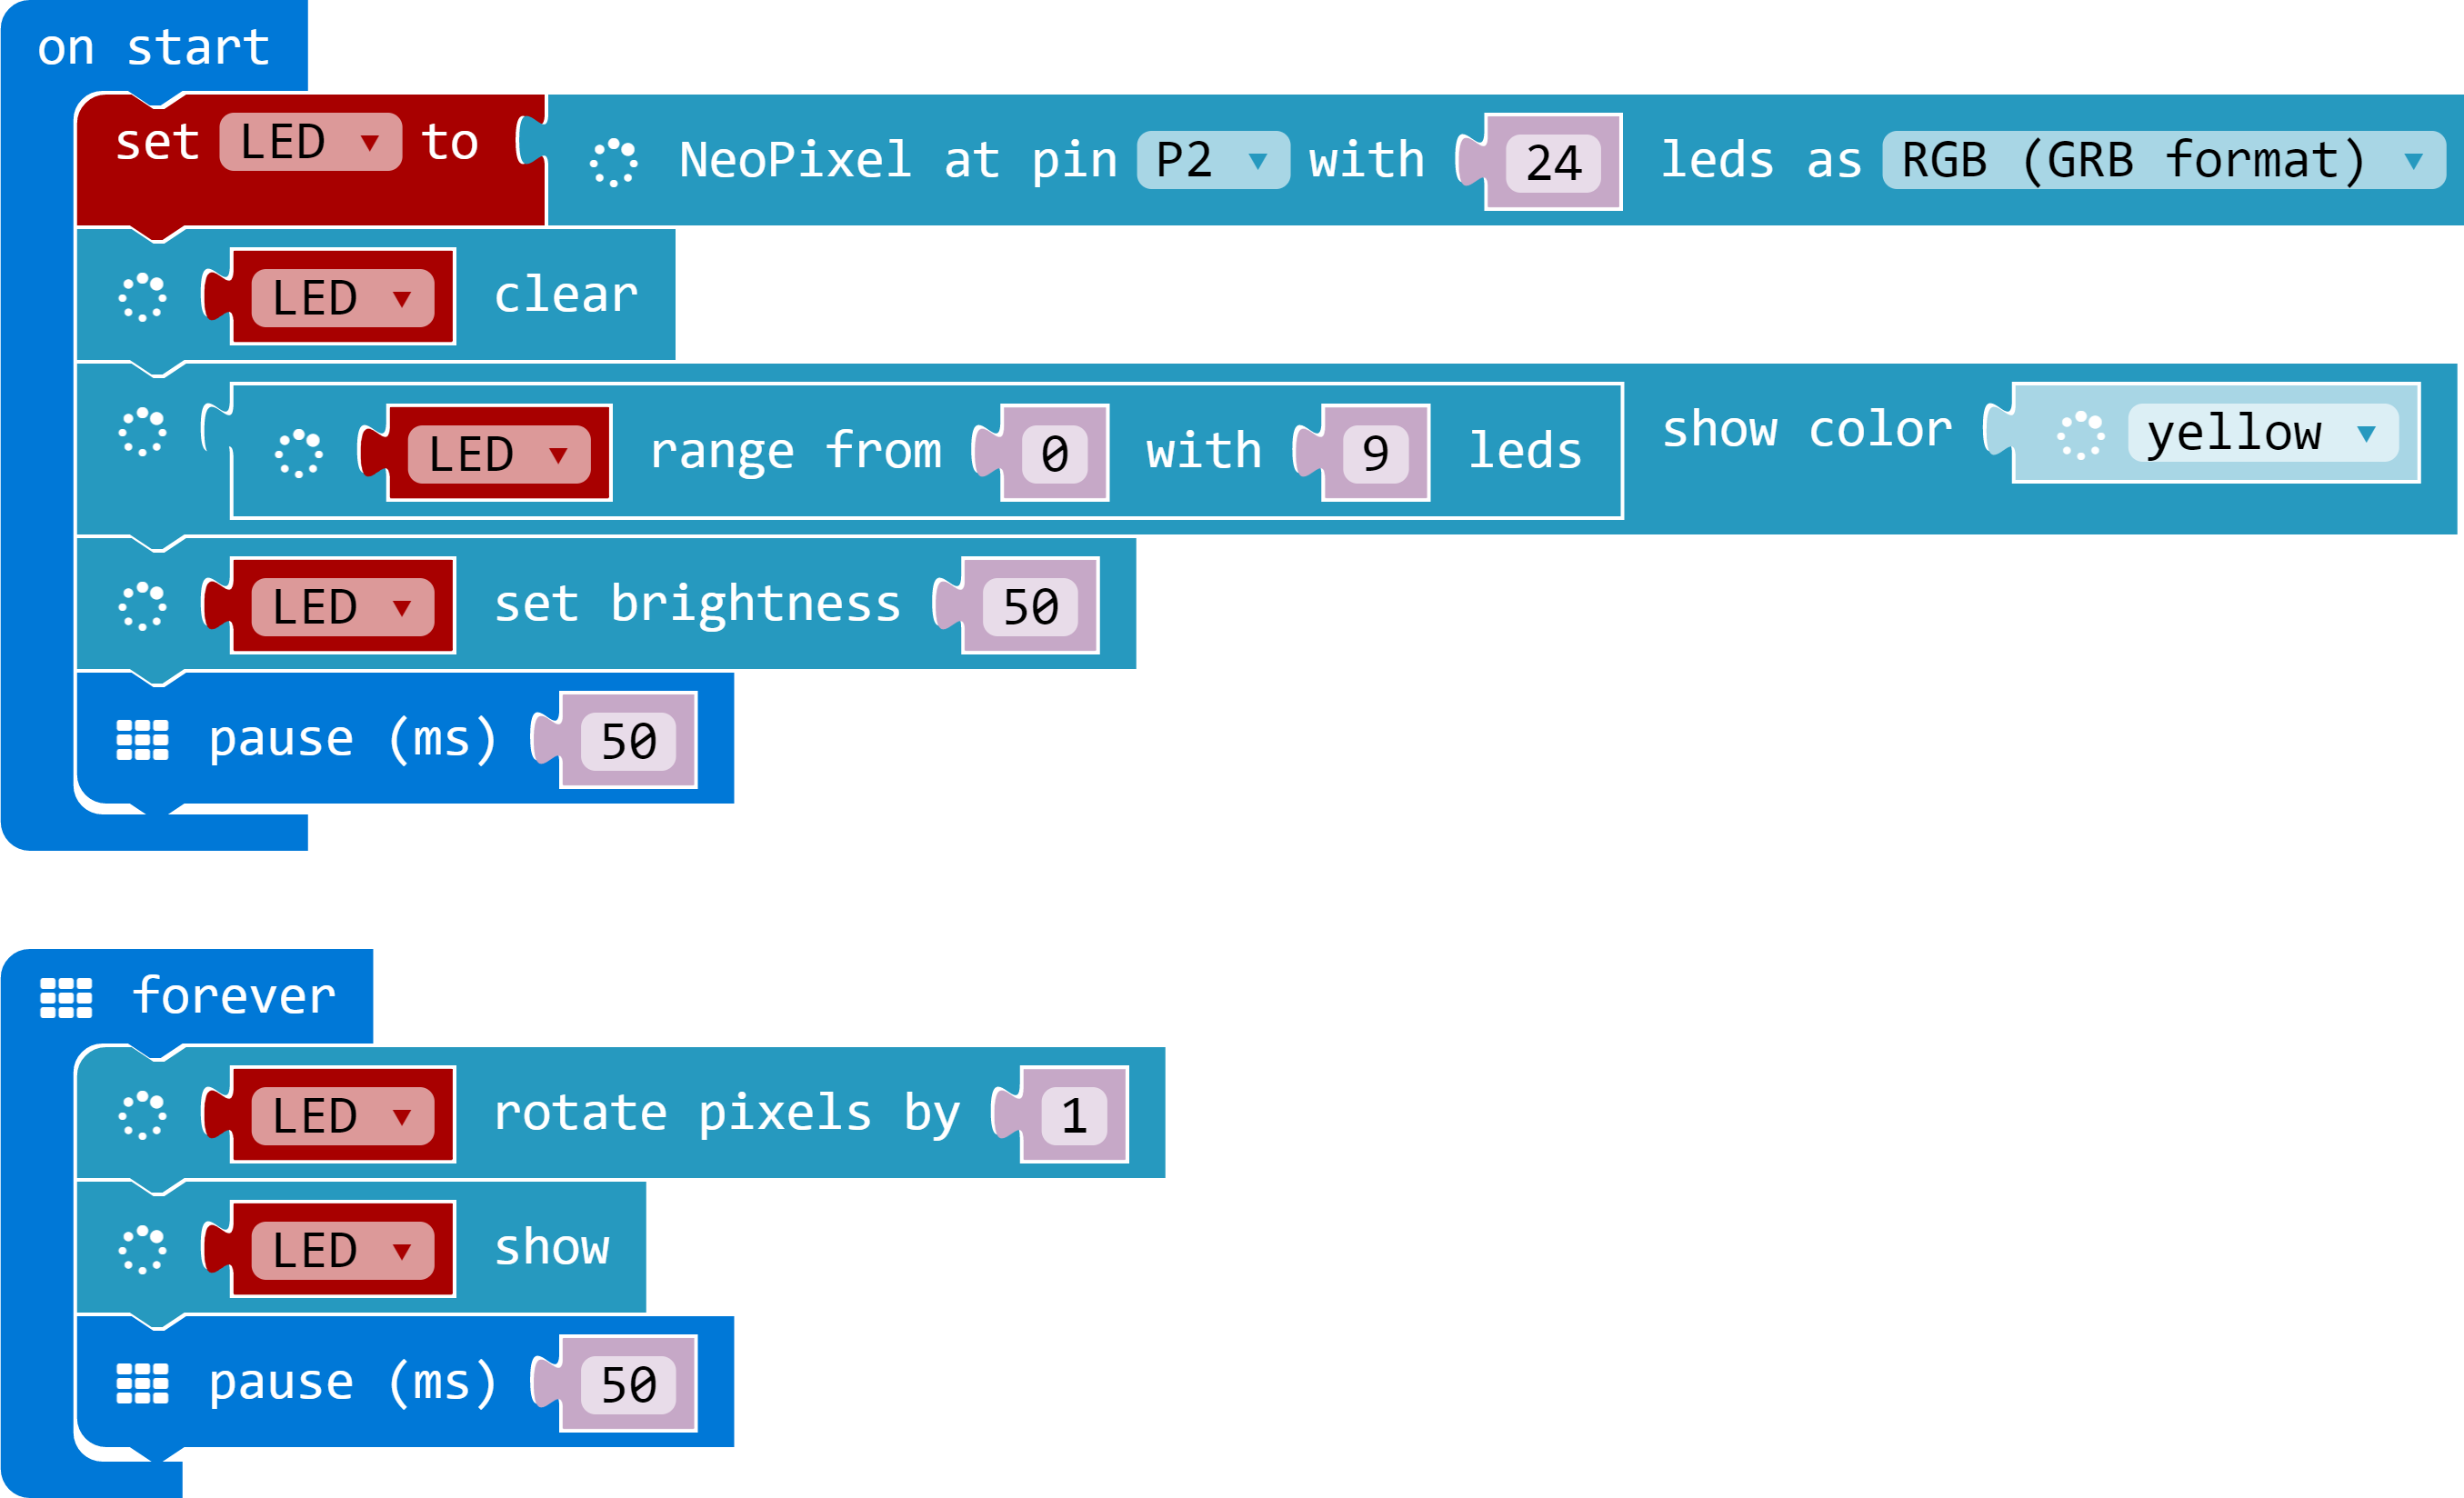 on start
set LED to NeoPixel at pin P2 with 24 leds as RGB (GRB format)
LED clear
LED range from 0 with 9 leds show color yellow
LED set brightness 50
pause (ms) 50
forever
LED rotate pixels by 1
LED show
pause (ms) 50